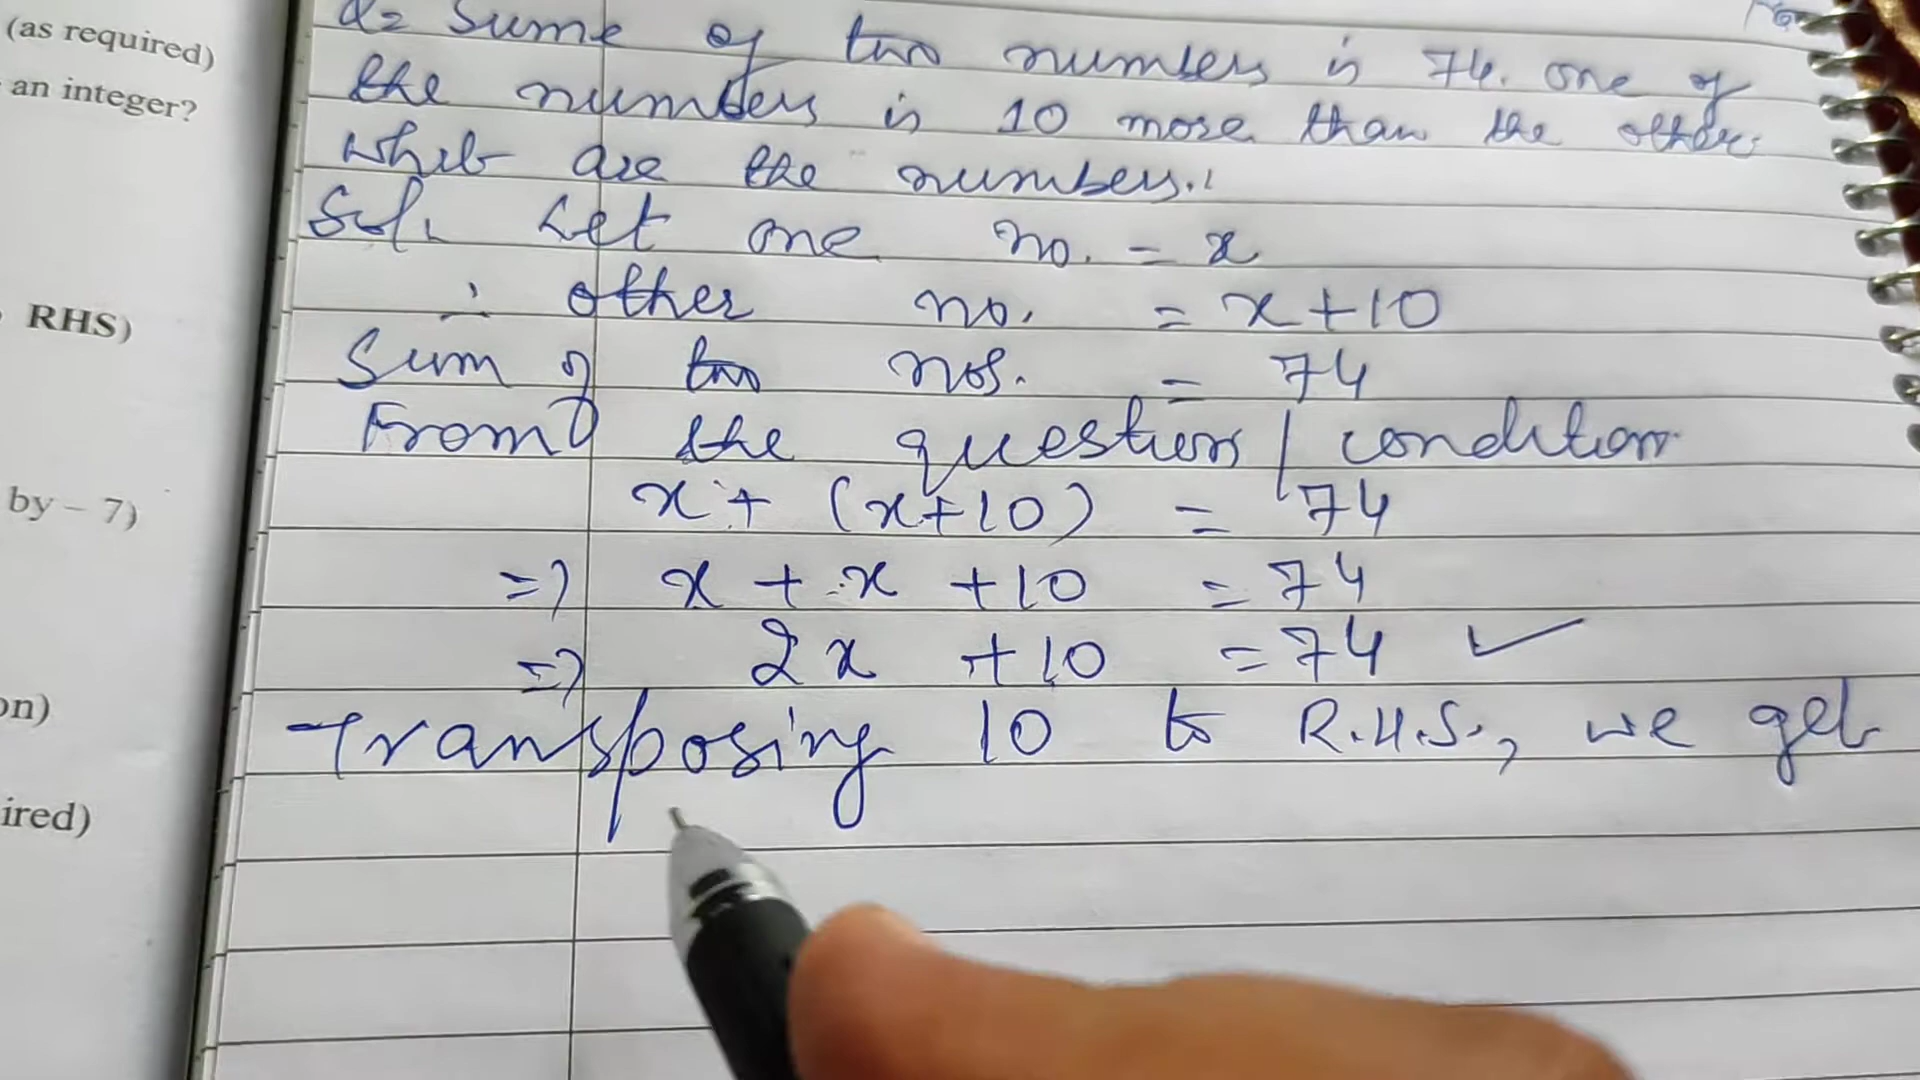 (as required)
an integer?
RHS)
by – 7)
on)
ired)
Sum of two numbers is 74. one of
the numbers is 10 more than the other.
What are the numbers.
Sol. Let one no. = x
∴ other no. = x+10
Sum of two nos. = 74
From the question / condition
x + (x+10) = 74
=> x + x +10 = 74
=> 2x +10 = 74 ✓
Transposing 10 to R.H.S., we get